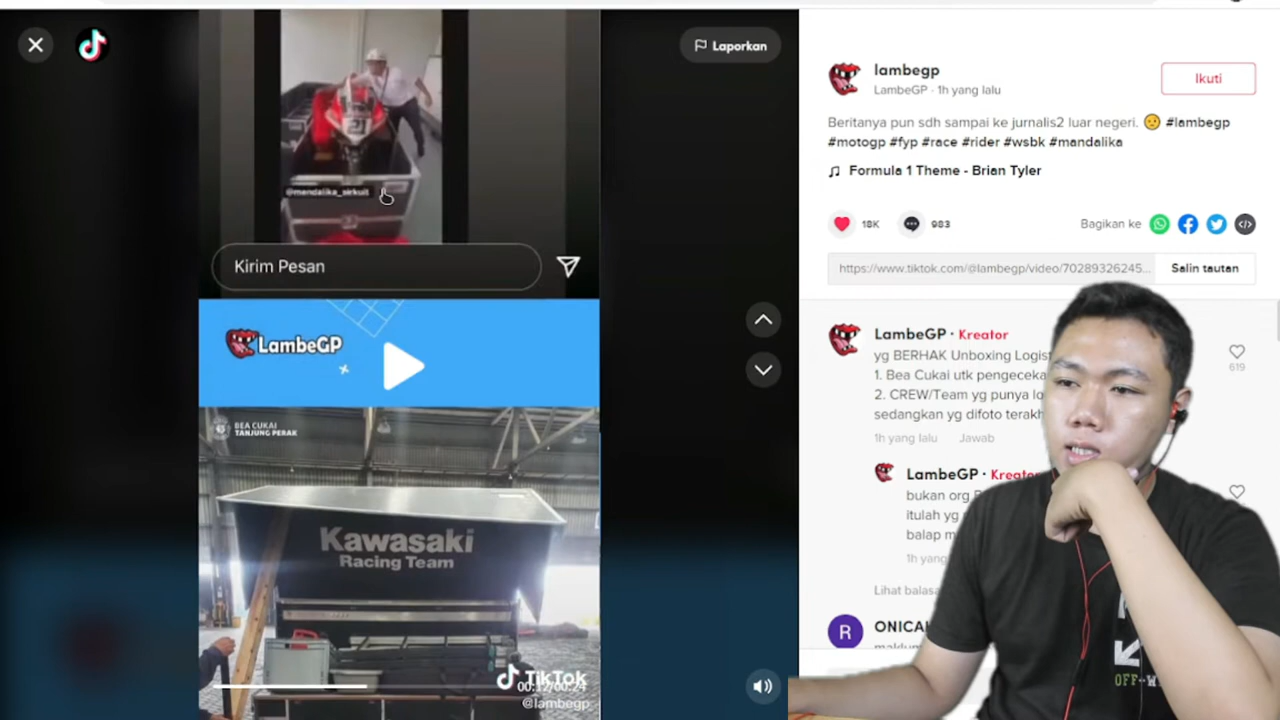 Laporkan
21
@mandalika_sirkuit
Kirim Pesan
LambeGP
BEA CUKAI
TANJUNG PERAK
Kawasaki
Racing Team
TikTok
@lambegp
lambegp
LambeGP · 1h yang lalu
Ikuti
Beritanya pun sdh sampai ke jurnalis2 luar negeri. 😟 #lambegp
#motogp #fyp #race #rider #wsbk #mandalika
Formula 1 Theme - Brian Tyler
18K
983
Bagikan ke
https://www.tiktok.com/@lambegp/video/70289326245...
Salin tautan
LambeGP · Kreator
yg BERHAK Unboxing Logis
1. Bea Cukai utk pengeceka
2. CREW/Team yg punya
sedangkan yg difoto terakh
1h yang lalu Jawab
619
LambeGP ·
bukan org
itulah yg
balap
1h yang
Lihat balasa
R
OFF-W